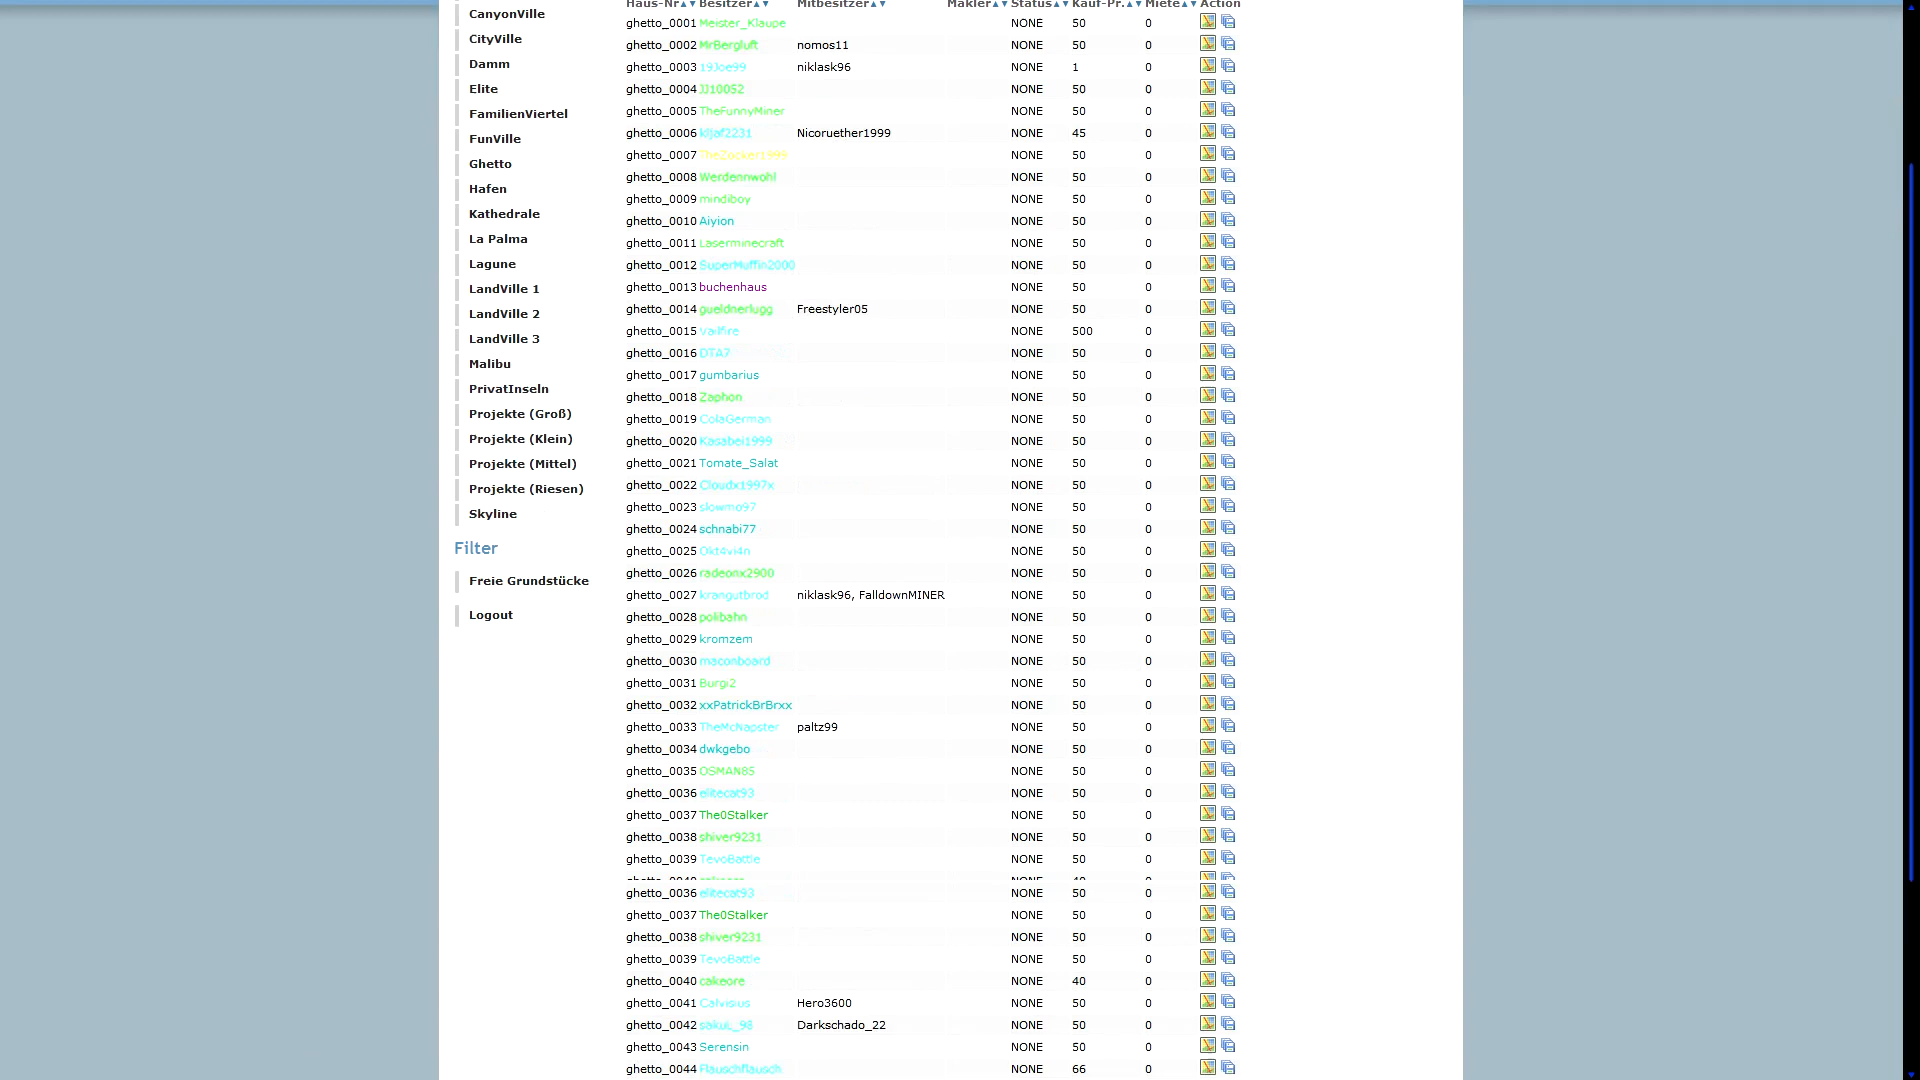 CanyonVille
CityVille
Damm
Elite
FamilienViertel
FunVille
Ghetto
Hafen
Kathedrale
La Palma
Lagune
LandVille 1
LandVille 2
LandVille 3
Malibu
PrivatInseln
Projekte (Groß)
Projekte (Klein)
Projekte (Mittel)
Projekte (Riesen)
Skyline
Filter
Freie Grundstücke
Logout
Haus-Nr▲▼ Besitzer▲▼ Mitbesitzer▲▼ Makler▲▼ Status▲▼ Kauf-Pr.▲▼ Miete▲▼ Action
ghetto_0001 Meister_Klaupe NONE 50 0
ghetto_0002 MrBergluft nomos11 NONE 50 0
ghetto_0003 19Joe99 niklask96 NONE 1 0
ghetto_0004 JJ10052 NONE 50 0
ghetto_0005 TheFunnyMiner NONE 50 0
ghetto_0006 kljaf2231 Nicoruether1999 NONE 45 0
ghetto_0007 TheZocker1999 NONE 50 0
ghetto_0008 Werdennwohl NONE 50 0
ghetto_0009 mindiboy NONE 50 0
ghetto_0010 Aiyion NONE 50 0
ghetto_0011 Laserminecraft NONE 50 0
ghetto_0012 SuperMuffin2000 NONE 50 0
ghetto_0013 buchenhaus NONE 50 0
ghetto_0014 gueldnerlugg Freestyler05 NONE 50 0
ghetto_0015 Vailfire NONE 500 0
ghetto_0016 DTA7 NONE 50 0
ghetto_0017 gumbarius NONE 50 0
ghetto_0018 Zaphon NONE 50 0
ghetto_0019 ColaGerman NONE 50 0
ghetto_0020 Kasabei1999 NONE 50 0
ghetto_0021 Tomate_Salat NONE 50 0
ghetto_0022 Cloudx1997x NONE 50 0
ghetto_0023 slowmo97 NONE 50 0
ghetto_0024 schnabi77 NONE 50 0
ghetto_0025 Okt4vi4n NONE 50 0
ghetto_0026 radeonx2900 NONE 50 0
ghetto_0027 krangutbrod niklask96, FalldownMINER NONE 50 0
ghetto_0028 polibahn NONE 50 0
ghetto_0029 kromzem NONE 50 0
ghetto_0030 maconboard NONE 50 0
ghetto_0031 Burgi2 NONE 50 0
ghetto_0032 xxPatrickBrBrxx NONE 50 0
ghetto_0033 TheMcNapster paltz99 NONE 50 0
ghetto_0034 dwkgebo NONE 50 0
ghetto_0035 OSMAN85 NONE 50 0
ghetto_0036 elitecat93 NONE 50 0
ghetto_0037 The0Stalker NONE 50 0
ghetto_0038 shiver9231 NONE 50 0
ghetto_0039 TevoBattle NONE 50 0
ghetto_0036 elitecat93 NONE 50 0
ghetto_0037 The0Stalker NONE 50 0
ghetto_0038 shiver9231 NONE 50 0
ghetto_0039 TevoBattle NONE 50 0
ghetto_0040 cakeore NONE 40 0
ghetto_0041 Calvisius Hero3600 NONE 50 0
ghetto_0042 sakuL_98 Darkschado_22 NONE 50 0
ghetto_0043 Serensin NONE 50 0
ghetto_0044 Flauschflausch NONE 66 0